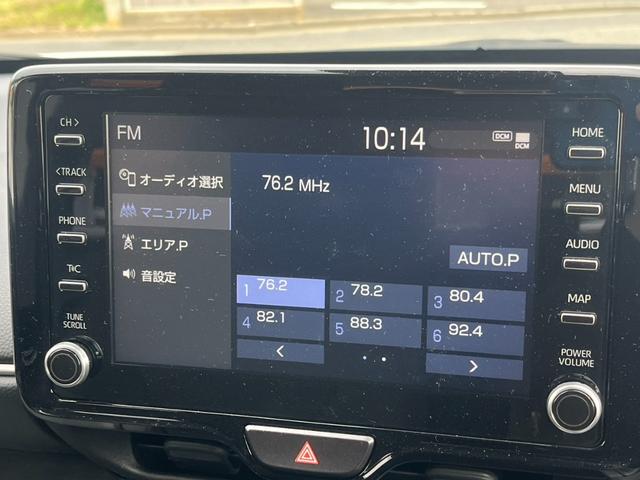 CH >
< TRACK
PHONE
T*C
TUNE
SCROLL
FM
10:14
DCM
DCM
オーディオ選択
マニュアル.P
エリア.P
音設定
76.2 MHz
AUTO.P
1 76.2
2 78.2
3 80.4
4 82.1
5 88.3
6 92.4
<
>
HOME
MENU
AUDIO
MAP
POWER
VOLUME